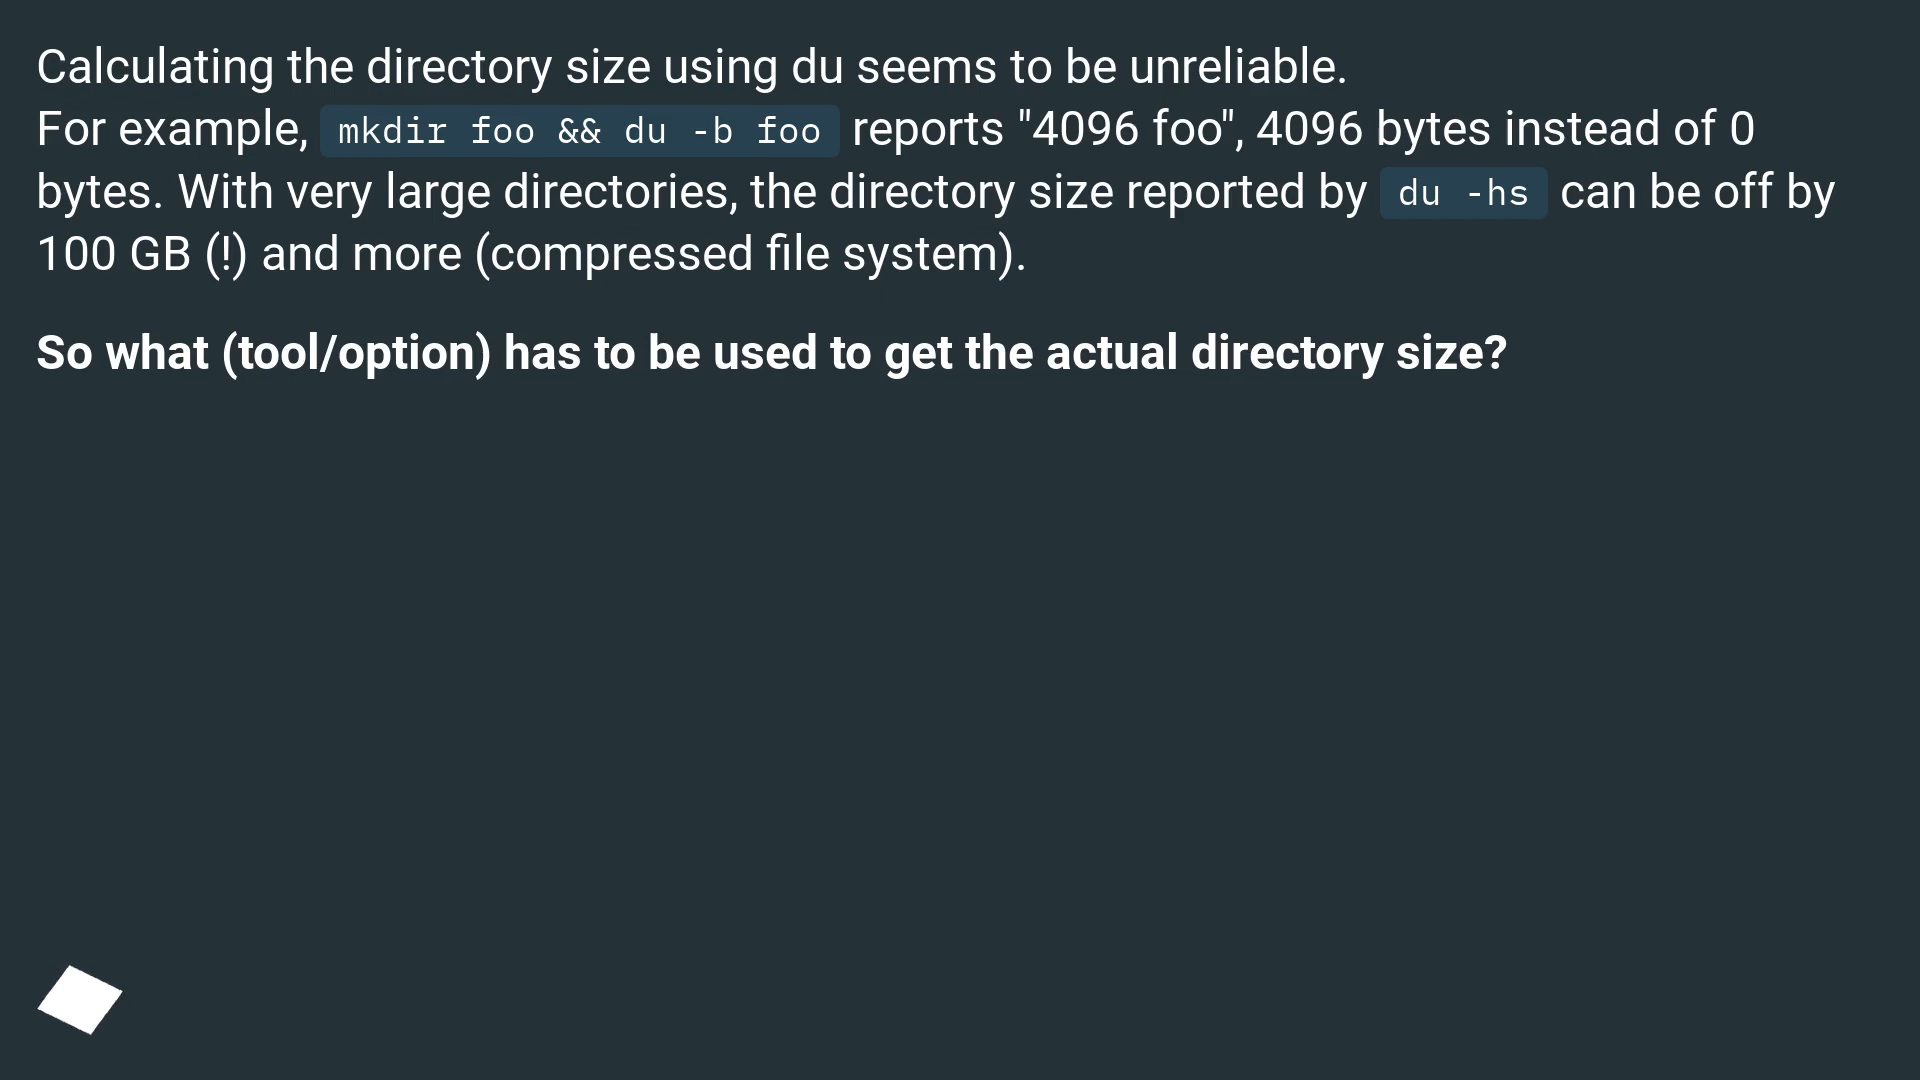 Calculating the directory size using du seems to be unreliable.
For example, mkdir foo && du -b foo reports "4096 foo", 4096 bytes instead of 0
bytes. With very large directories, the directory size reported by du -hs can be off by
100 GB (!) and more (compressed file system).
So what (tool/option) has to be used to get the actual directory size?